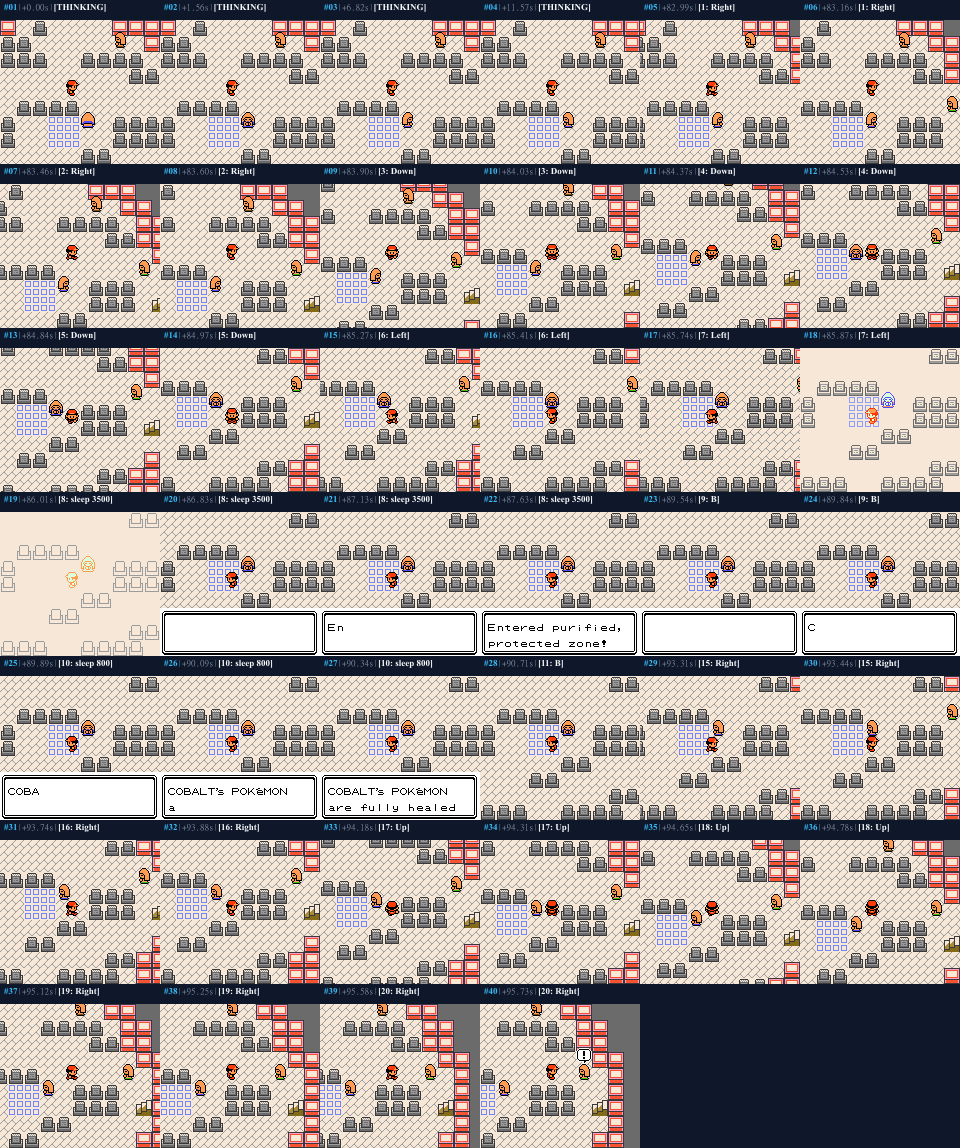 #01|+0.00s|[THINKING]
#02|+1.56s|[THINKING]
#03|+6.82s|[THINKING]
#04|+11.57s|[THINKING]
#05|+82.99s|[1: Right]
#06|+83.16s|[1: Right]
#07|+83.46s|[2: Right]
#08|+83.60s|[2: Right]
#09|+83.90s|[3: Down]
#10|+84.03s|[3: Down]
#11|+84.37s|[4: Down]
#12|+84.53s|[4: Down]
#13|+84.84s|[5: Down]
#14|+84.97s|[5: Down]
#15|+85.27s|[6: Left]
#16|+85.41s|[6: Left]
#17|+85.74s|[7: Left]
#18|+85.87s|[7: Left]
#19|+86.01s|[8: sleep 3500]
#20|+86.83s|[8: sleep 3500]
#21|+87.13s|[8: sleep 3500]
#22|+87.63s|[8: sleep 3500]
#23|+89.54s|[9: B]
#24|+89.84s|[9: B]
En
Entered purified,
protected zone!
C
#25|+89.89s|[10: sleep 800]
#26|+90.09s|[10: sleep 800]
#27|+90.34s|[10: sleep 800]
#28|+90.71s|[11: B]
#29|+93.31s|[15: Right]
#30|+93.44s|[15: Right]
COBA
COBALT's POKéMON
a
COBALT's POKéMON
are fully healed
#31|+93.74s|[16: Right]
#32|+93.88s|[16: Right]
#33|+94.18s|[17: Up]
#34|+94.31s|[17: Up]
#35|+94.65s|[18: Up]
#36|+94.78s|[18: Up]
#37|+95.12s|[19: Right]
#38|+95.25s|[19: Right]
#39|+95.58s|[20: Right]
#40|+95.73s|[20: Right]
!